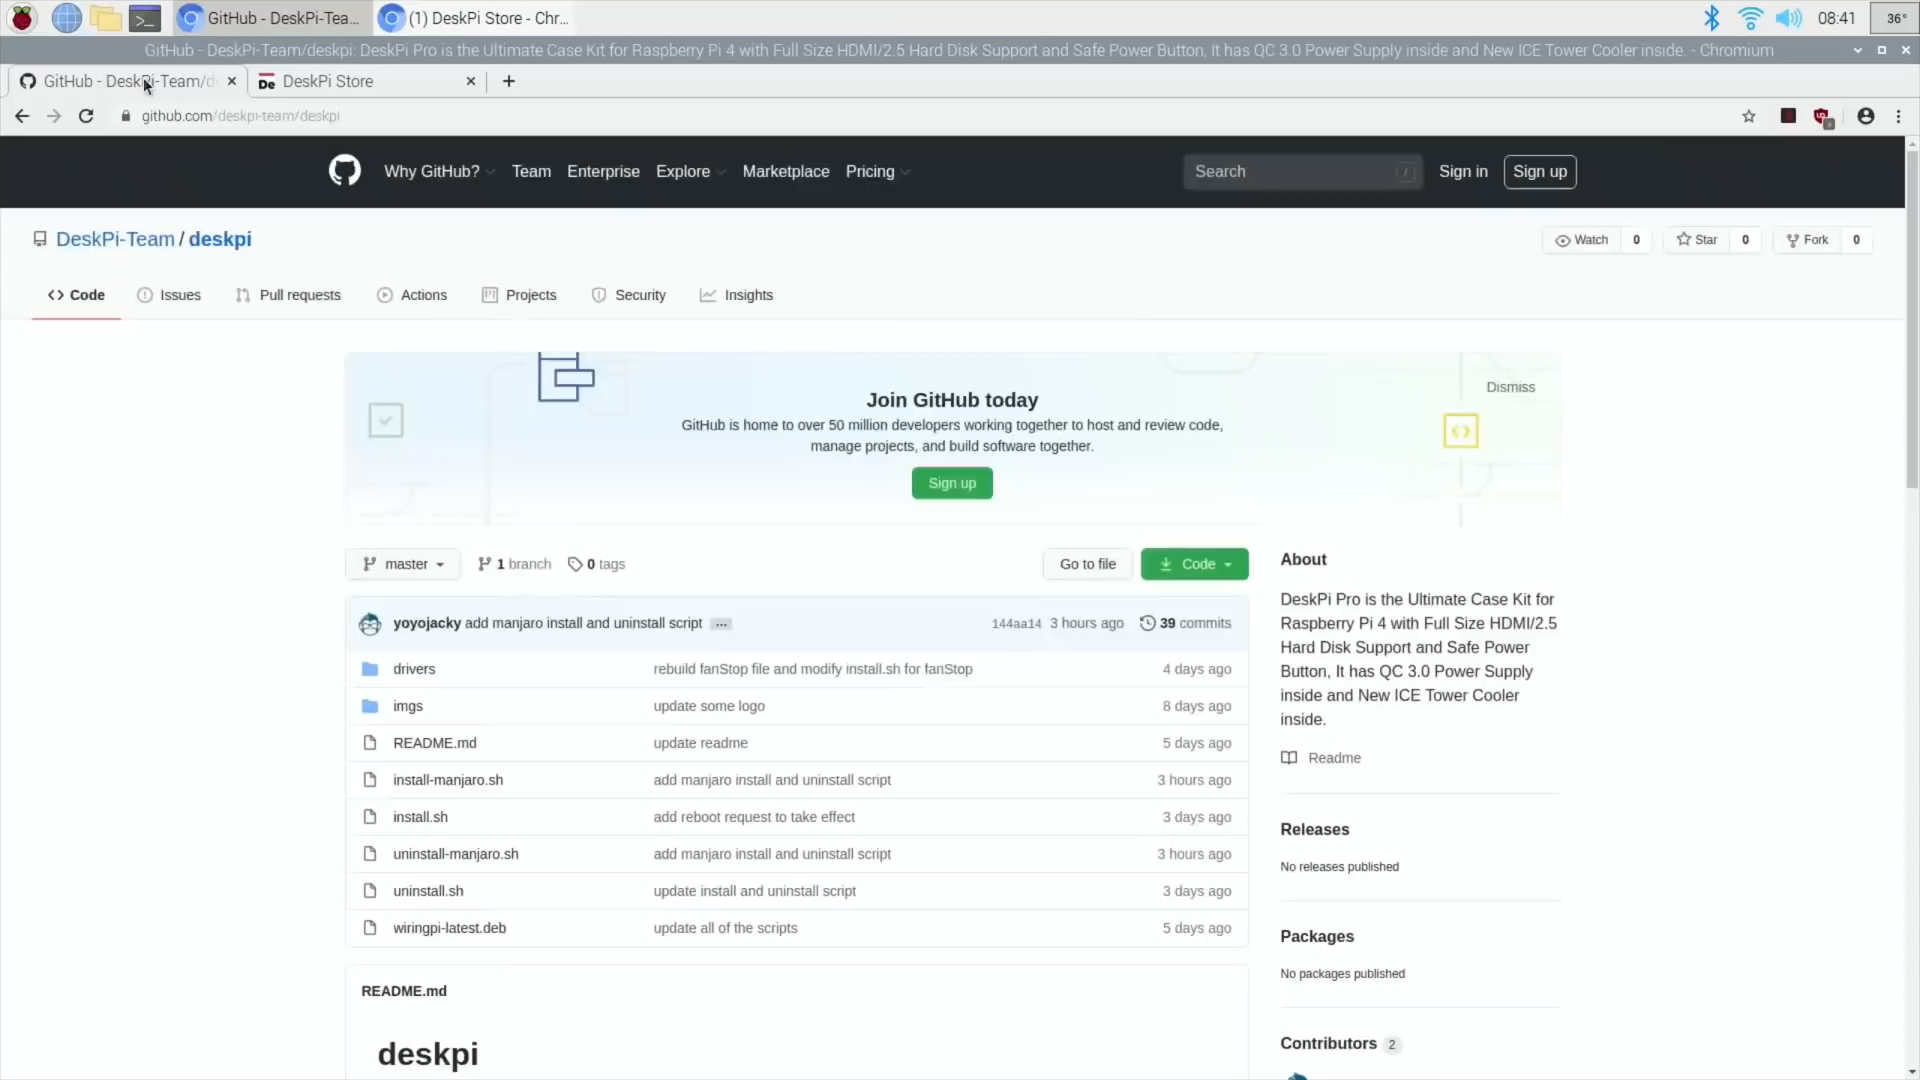 GitHub - DeskPi-Tea...
(1) DeskPi Store - Chr...
08:41
36°
GitHub - DeskPi-Team/deskpi: DeskPi Pro is the Ultimate Case Kit for Raspberry Pi 4 with Full Size HDMI/2.5 Hard Disk Support and Safe Power Button, It has QC 3.0 Power Supply inside and New ICE Tower Cooler inside. - Chromium
GitHub - DeskPi-Team/d
De DeskPi Store
github.com/deskpi-team/deskpi
Why GitHub?
Team
Enterprise
Explore
Marketplace
Pricing
Search
/
Sign in
Sign up
DeskPi-Team / deskpi
Watch 0
Star 0
Fork 0
Code
Issues
Pull requests
Actions
Projects
Security
Insights
Join GitHub today
Dismiss
GitHub is home to over 50 million developers working together to host and review code,
manage projects, and build software together.
Sign up
master
1 branch
0 tags
Go to file
Code
yoyojacky add manjaro install and uninstall script ...
144aa14 3 hours ago
39 commits
drivers rebuild fanStop file and modify install.sh for fanStop 4 days ago
imgs update some logo 8 days ago
README.md update readme 5 days ago
install-manjaro.sh add manjaro install and uninstall script 3 hours ago
install.sh add reboot request to take effect 3 days ago
uninstall-manjaro.sh add manjaro install and uninstall script 3 hours ago
uninstall.sh update install and uninstall script 3 days ago
wiringpi-latest.deb update all of the scripts 5 days ago
README.md
deskpi
About
DeskPi Pro is the Ultimate Case Kit for
Raspberry Pi 4 with Full Size HDMI/2.5
Hard Disk Support and Safe Power
Button, It has QC 3.0 Power Supply
inside and New ICE Tower Cooler
inside.
Readme
Releases
No releases published
Packages
No packages published
Contributors 2